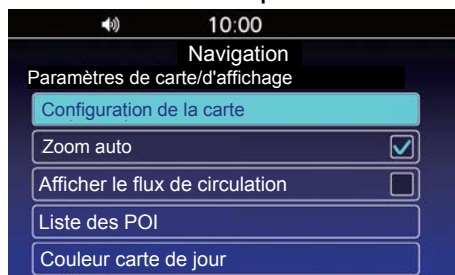 10:00
Navigation
Paramètres de carte/d'affichage
Configuration de la carte
Zoom auto
Afficher le flux de circulation
Liste des POI
Couleur carte de jour